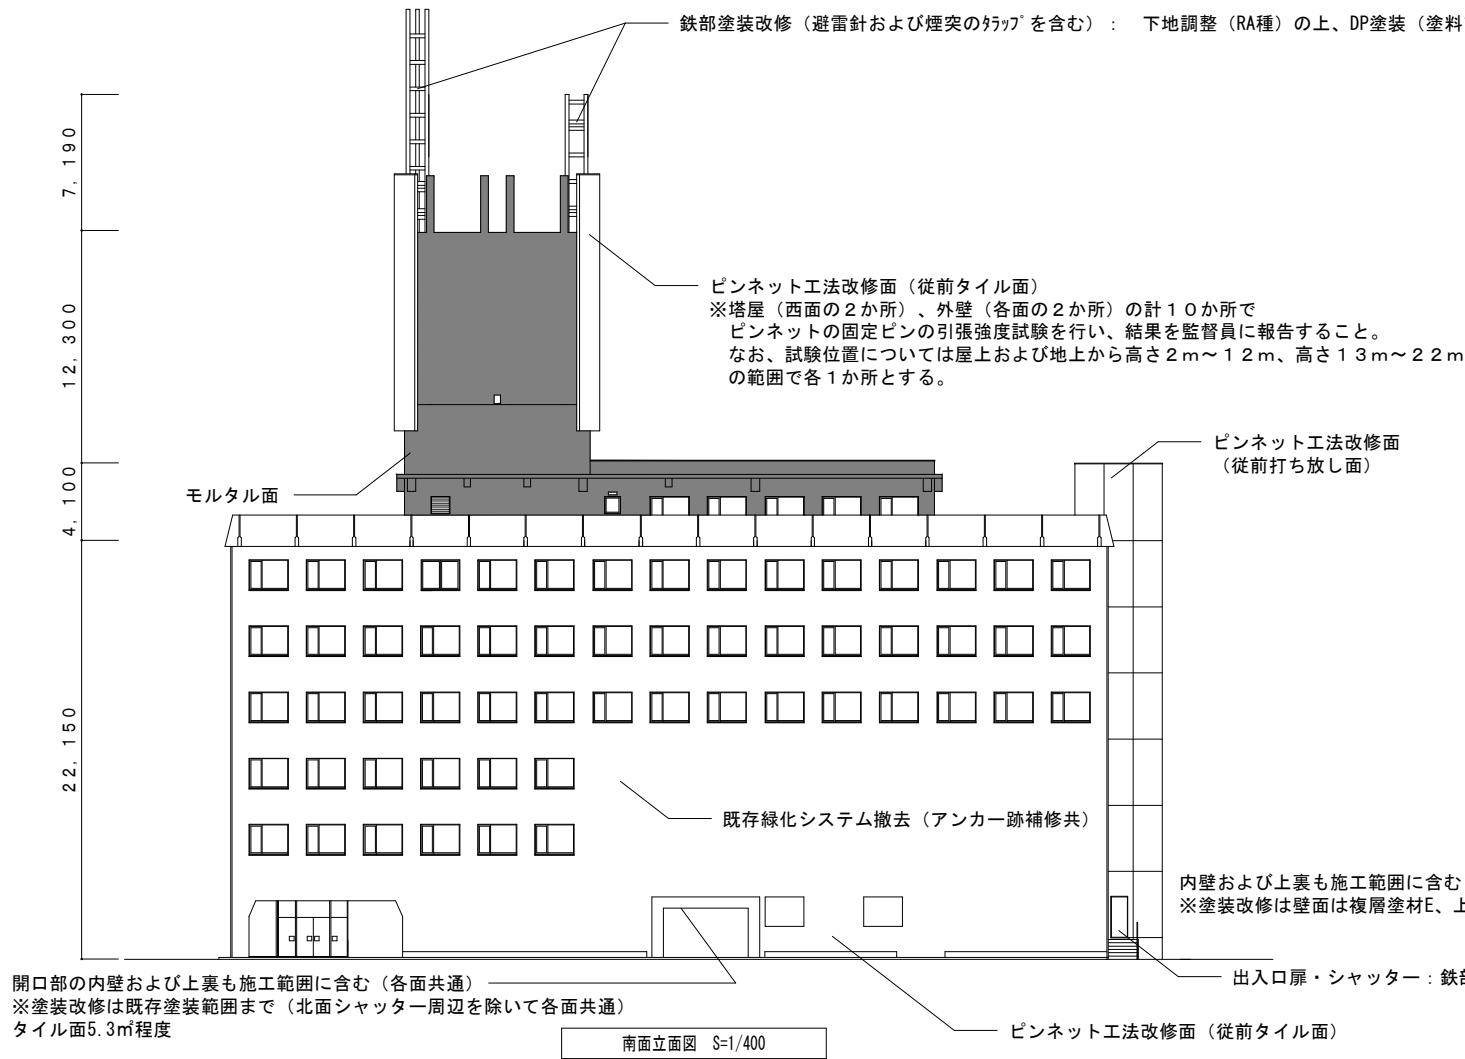 鉄部塗装改修（避雷針および煙突のﾀﾗｯﾌﾟを含む）：　下地調整（RA種）の上、DP塗装（塗料
7,190
12,300
4,100
22,150
ピンネット工法改修面（従前タイル面）
※塔屋（西面の２か所）、外壁（各面の２か所）の計１０か所で
ピンネットの固定ピンの引張強度試験を行い、結果を監督員に報告すること。
なお、試験位置については屋上および地上から高さ２ｍ～１２ｍ、高さ１３ｍ～２２ｍ
の範囲で各１か所とする。
ピンネット工法改修面
（従前打ち放し面）
モルタル面
既存緑化システム撤去（アンカー跡補修共）
内壁および上裏も施工範囲に含む
※塗装改修は壁面は複層塗材E、上
出入口扉・シャッター：鉄部
開口部の内壁および上裏も施工範囲に含む（各面共通）
※塗装改修は既存塗装範囲まで（北面シャッター周辺を除いて各面共通）
タイル面5.3㎡程度
ピンネット工法改修面（従前タイル面）
南面立面図　S=1/400